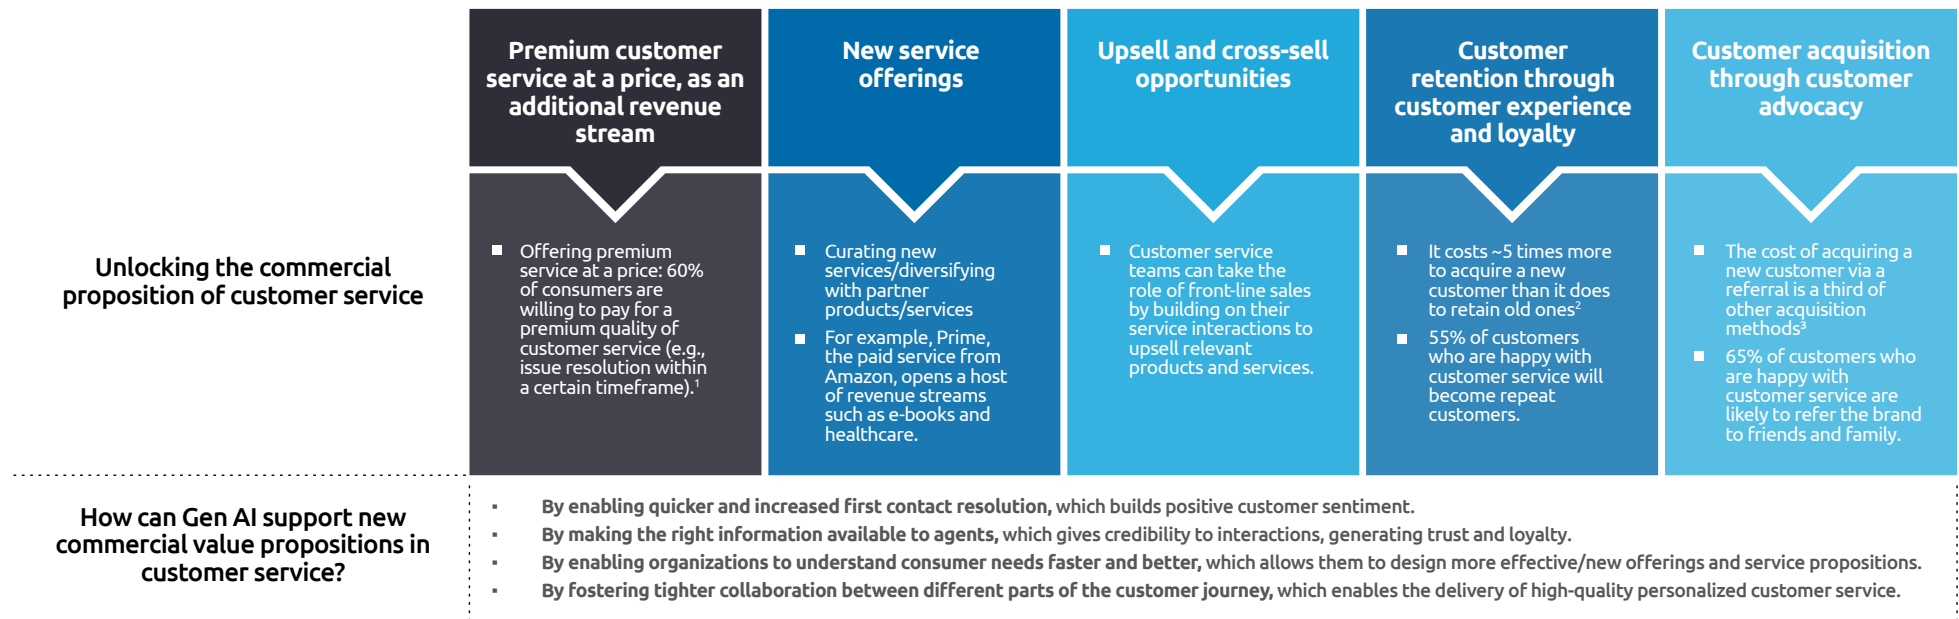 Premium customer
service at a price, as an
additional revenue
stream
New service
offerings
Upsell and cross-sell
opportunities
Customer
retention through
customer experience
and loyalty
Customer acquisition
through customer
advocacy
Unlocking the commercial
proposition of customer service
▪ Offering premium
service at a price: 60%
of consumers are
willing to pay for a
premium quality of
customer service (e.g.,
issue resolution within
a certain timeframe).¹
▪ Curating new
services/diversifying
with partner
products/services
▪ For example, Prime,
the paid service from
Amazon, opens a host
of revenue streams
such as e-books and
healthcare.
▪ Customer service
teams can take the
role of front-line sales
by building on their
service interactions to
upsell relevant
products and services.
▪ It costs ~5 times more
to acquire a new
customer than it does
to retain old ones²
▪ 55% of customers
who are happy with
customer service will
become repeat
customers.
▪ The cost of acquiring a
new customer via a
referral is a third of
other acquisition
methods³
▪ 65% of customers who
are happy with
customer service are
likely to refer the brand
to friends and family.
How can Gen AI support new
commercial value propositions in
customer service?
▪ By enabling quicker and increased first contact resolution, which builds positive customer sentiment.
▪ By making the right information available to agents, which gives credibility to interactions, generating trust and loyalty.
▪ By enabling organizations to understand consumer needs faster and better, which allows them to design more effective/new offerings and service propositions.
▪ By fostering tighter collaboration between different parts of the customer journey, which enables the delivery of high-quality personalized customer service.